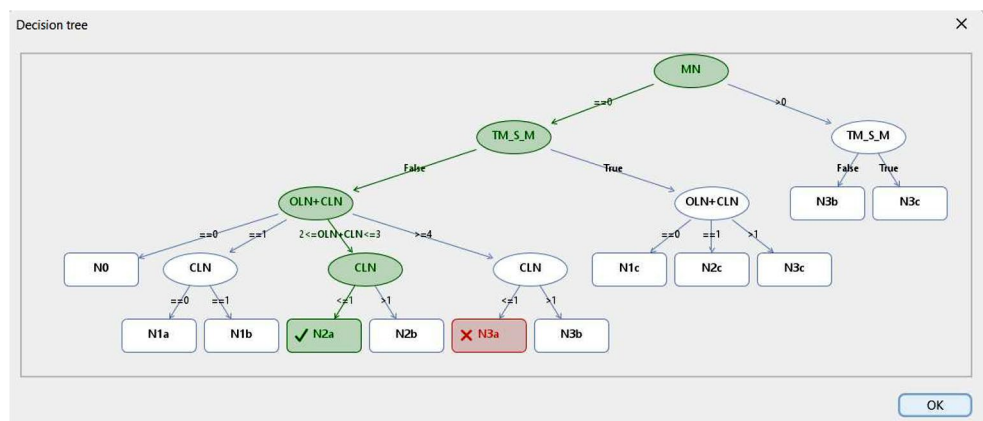 Decision tree
MN
==0
>0
TM_S_M
TM_S_M
False
True
False
True
OLN+CLN
OLN+CLN
N3b
N3c
==0
==1
2<=OLN+CLN<=3
>=4
==0
==1
>1
N0
CLN
CLN
CLN
N1c
N2c
N3c
==0
==1
<=1
>1
<=1
>1
N1a
N1b
N2a
N2b
N3a
N3b
OK